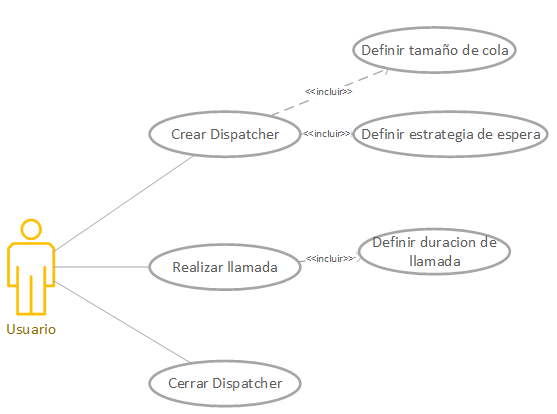 Definir tamaño de cola
<<incluir>>
Crear Dispatcher
<<incluir>>
Definir estrategia de espera
Definir duracion de
llamada
<<incluir>>
Realizar llamada
Usuario
Cerrar Dispatcher